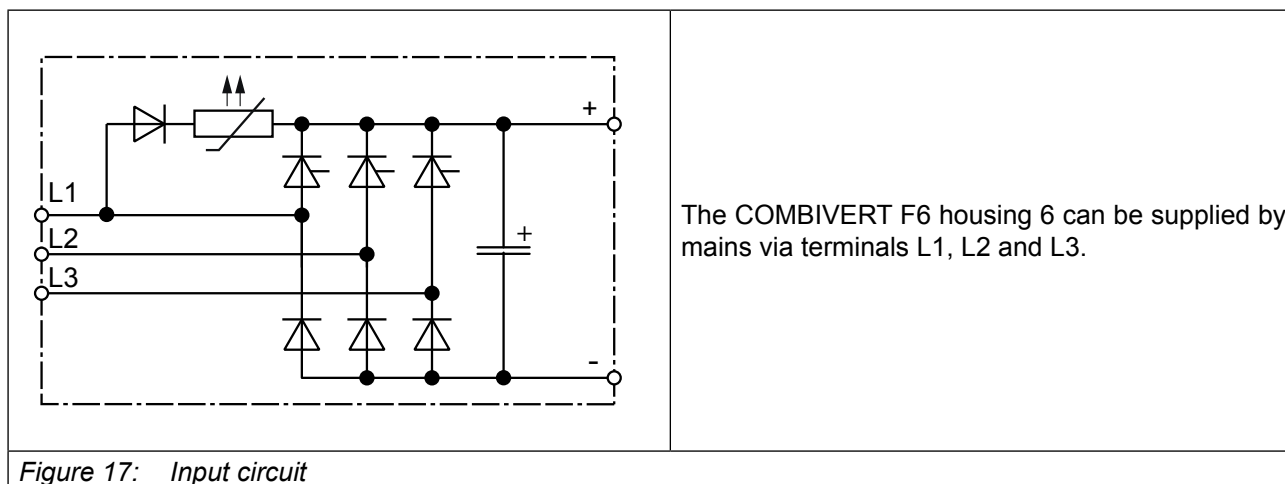 +
L1
L2
L3
+
-
The COMBIVERT F6 housing 6 can be supplied by
mains via terminals L1, L2 and L3.
Figure 17: Input circuit